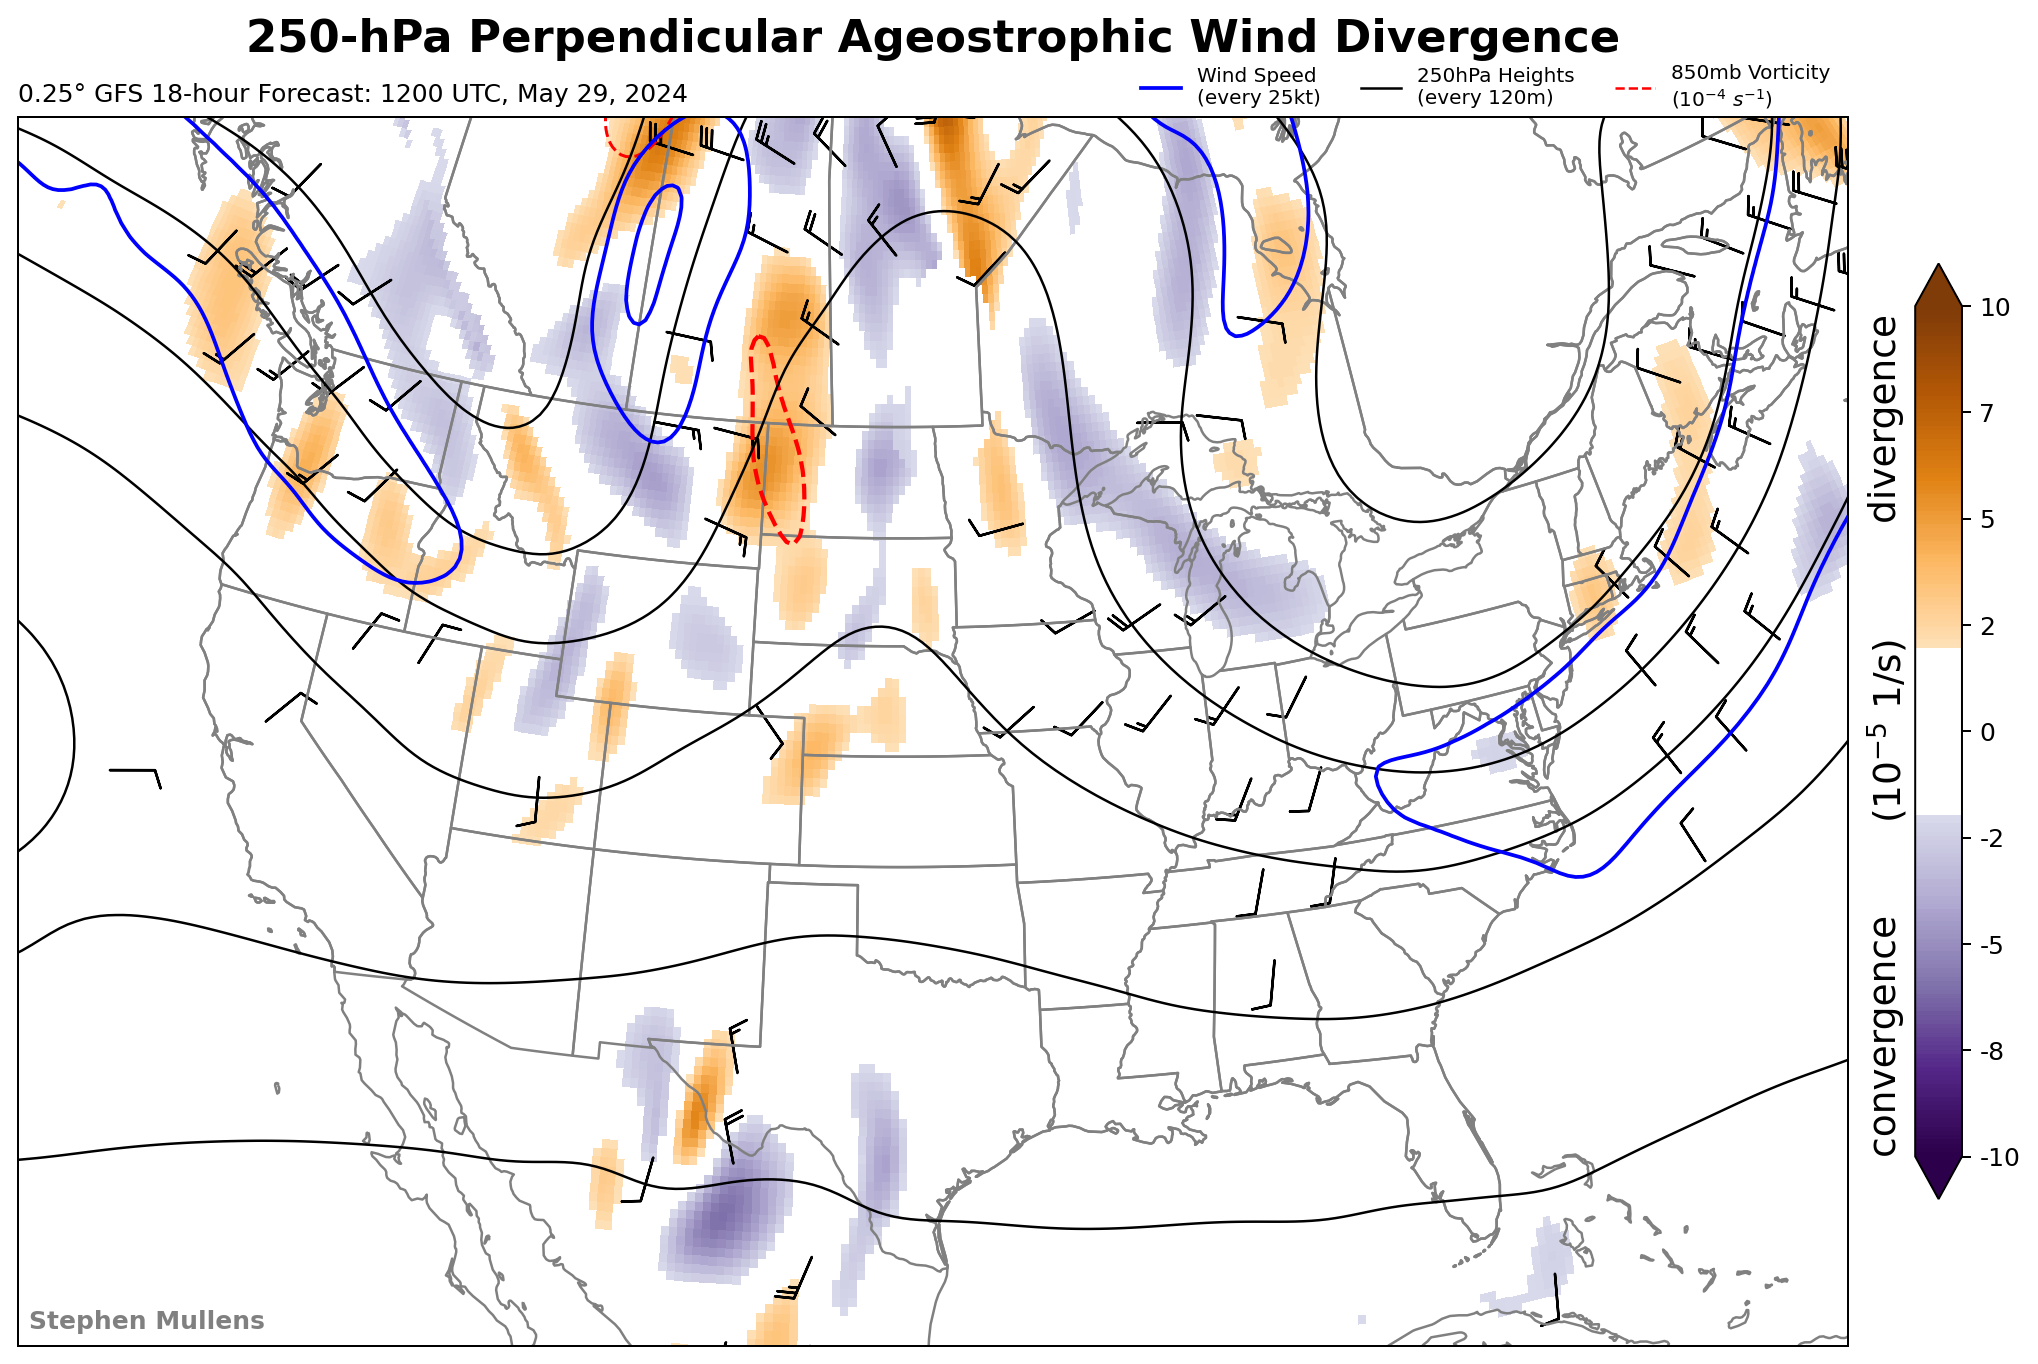 250-hPa Perpendicular Ageostrophic Wind Divergence
0.25° GFS 18-hour Forecast: 1200 UTC, May 29, 2024
Wind Speed
(every 25kt)
250hPa Heights
(every 120m)
850mb Vorticity
(10⁻⁴ s⁻¹)
10
7
5
2
0
-2
-5
-8
-10
convergence (10⁻⁵ 1/s) divergence
Stephen Mullens